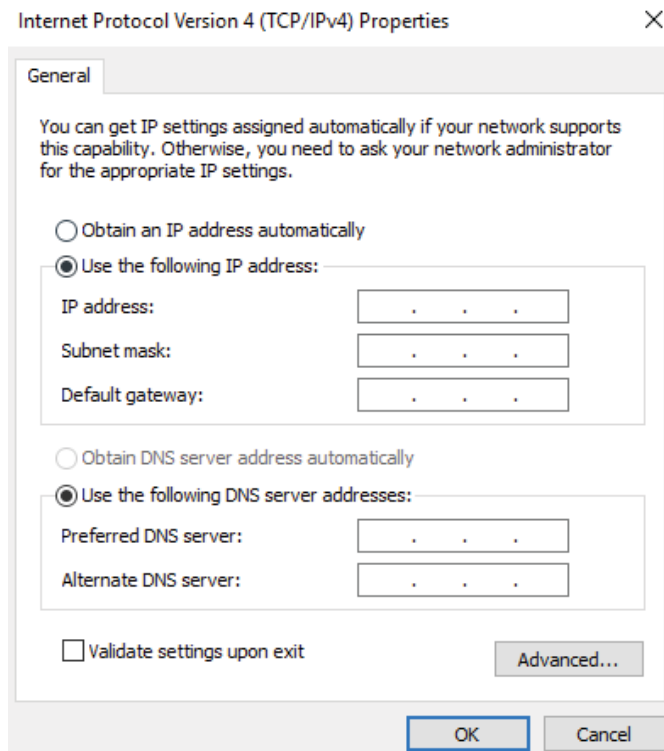 Internet Protocol Version 4 (TCP/IPv4) Properties
General
You can get IP settings assigned automatically if your network supports
this capability. Otherwise, you need to ask your network administrator
for the appropriate IP settings.
Obtain an IP address automatically
Use the following IP address:
IP address: . . .
Subnet mask: . . .
Default gateway: . . .
Obtain DNS server address automatically
Use the following DNS server addresses:
Preferred DNS server: . . .
Alternate DNS server: . . .
Validate settings upon exit
Advanced...
OK Cancel